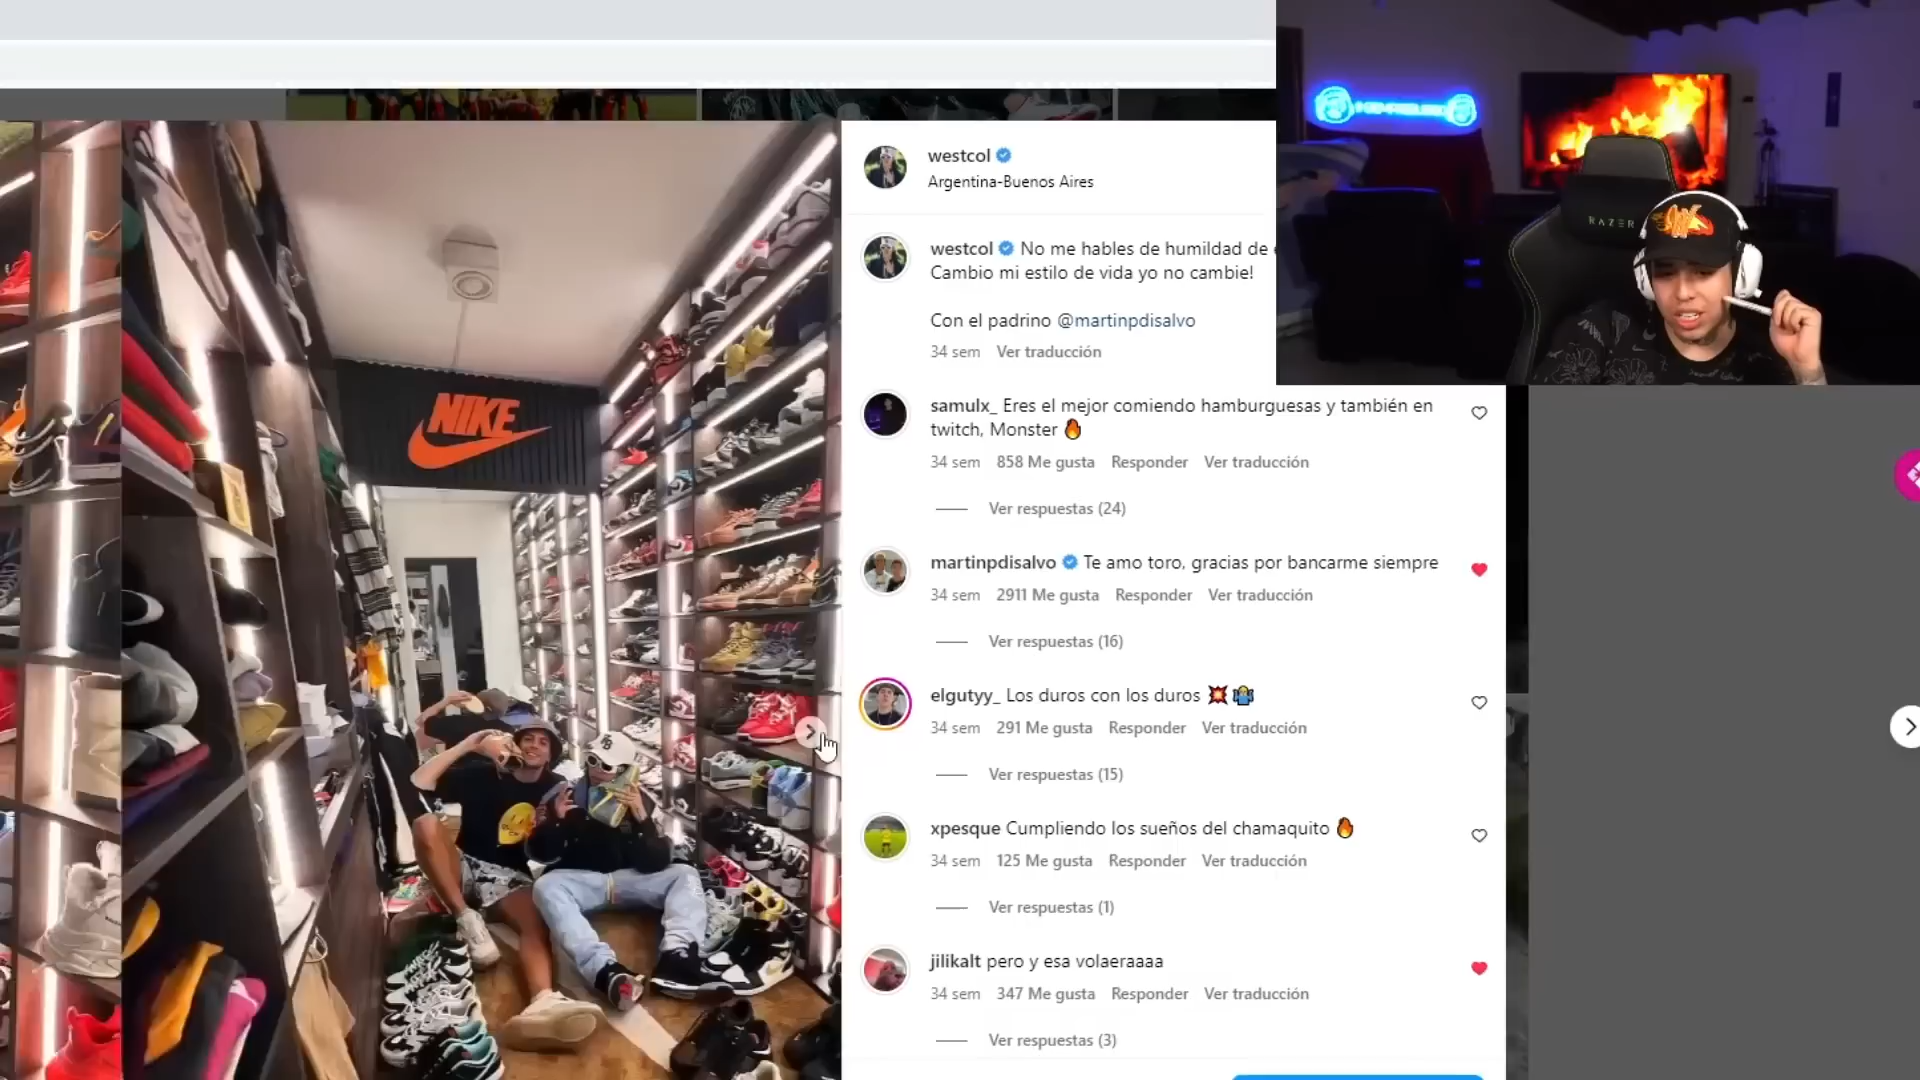 westcol
Argentina-Buenos Aires
westcol No me hables de humildad de
Cambio mi estilo de vida yo no cambie!
Con el padrino @martinpdisalvo
34 sem Ver traducción
samulx_ Eres el mejor comiendo hamburguesas y también en
twitch, Monster 🔥
34 sem 858 Me gusta Responder Ver traducción
Ver respuestas (24)
martinpdisalvo Te amo toro, gracias por bancarme siempre
34 sem 2911 Me gusta Responder Ver traducción
Ver respuestas (16)
elgutyy_ Los duros con los duros 💥
34 sem 291 Me gusta Responder Ver traducción
Ver respuestas (15)
xpesque Cumpliendo los sueños del chamaquito 🔥
34 sem 125 Me gusta Responder Ver traducción
Ver respuestas (1)
jilikalt pero y esa volaeraaaa
34 sem 347 Me gusta Responder Ver traducción
Ver respuestas (3)
NIKE
RAZER